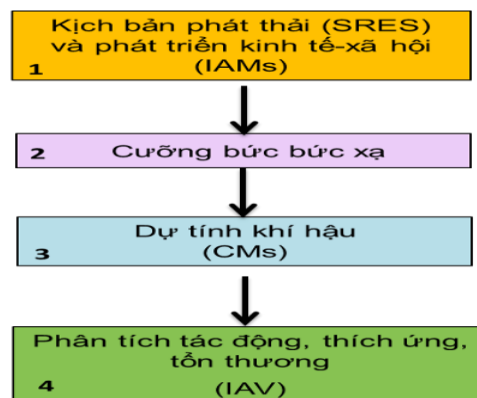 Kịch bản phát thải (SRES)
và phát triển kinh tế-xã hội
1 (IAMs)
2 Cưỡng bức bức xạ
Dự tính khí hậu
3 (CMs)
Phân tích tác động, thích ứng,
tổn thương
4 (IAV)